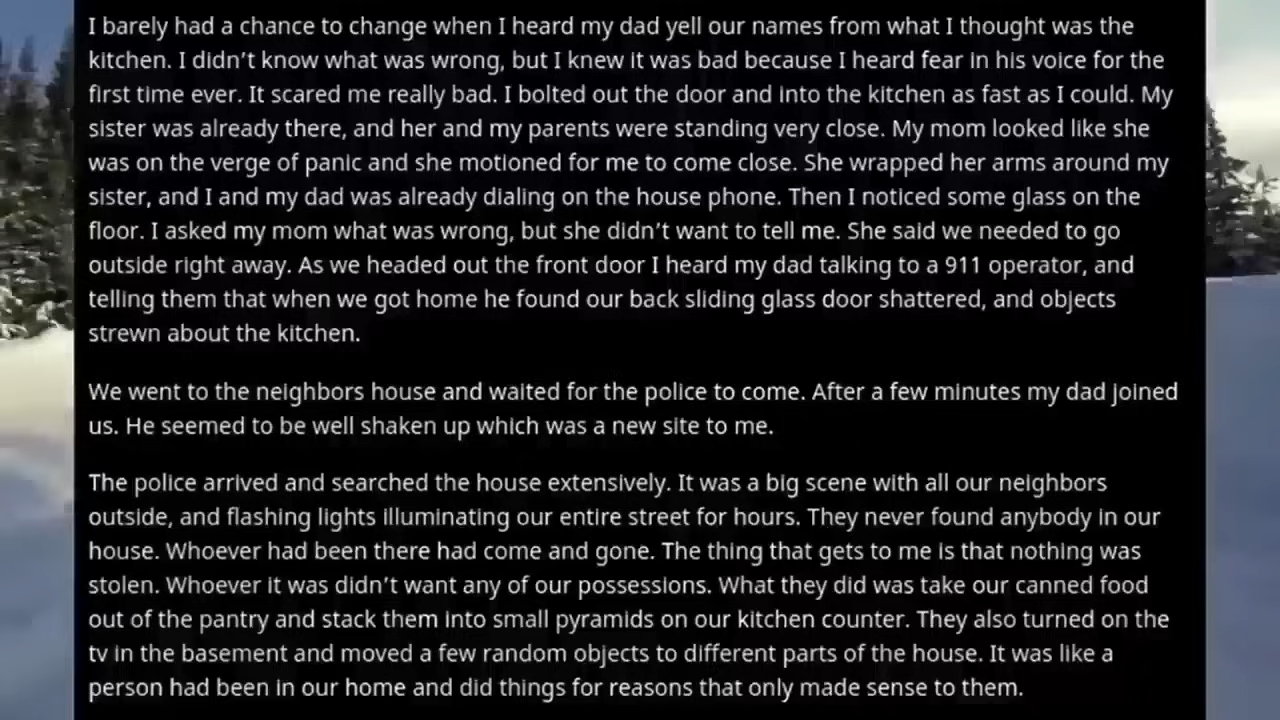 I barely had a chance to change when I heard my dad yell our names from what I thought was the
kitchen. I didn’t know what was wrong, but I knew it was bad because I heard fear in his voice for the
first time ever. It scared me really bad. I bolted out the door and into the kitchen as fast as I could. My
sister was already there, and her and my parents were standing very close. My mom looked like she
was on the verge of panic and she motioned for me to come close. She wrapped her arms around my
sister, and I and my dad was already dialing on the house phone. Then I noticed some glass on the
floor. I asked my mom what was wrong, but she didn’t want to tell me. She said we needed to go
outside right away. As we headed out the front door I heard my dad talking to a 911 operator, and
telling them that when we got home he found our back sliding glass door shattered, and objects
strewn about the kitchen.
We went to the neighbors house and waited for the police to come. After a few minutes my dad joined
us. He seemed to be well shaken up which was a new site to me.
The police arrived and searched the house extensively. It was a big scene with all our neighbors
outside, and flashing lights illuminating our entire street for hours. They never found anybody in our
house. Whoever had been there had come and gone. The thing that gets to me is that nothing was
stolen. Whoever it was didn’t want any of our possessions. What they did was take our canned food
out of the pantry and stack them into small pyramids on our kitchen counter. They also turned on the
tv in the basement and moved a few random objects to different parts of the house. It was like a
person had been in our home and did things for reasons that only made sense to them.